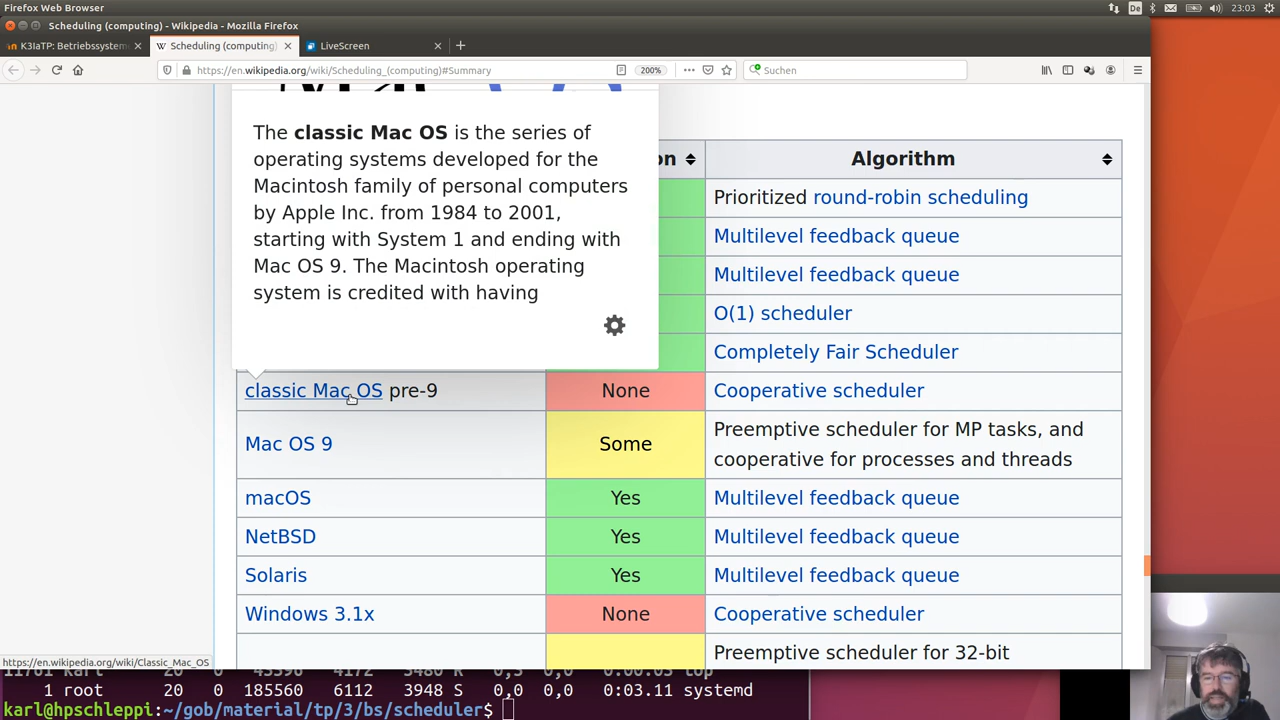 Firefox Web Browser
De
23:03
Scheduling (computing) - Wikipedia - Mozilla Firefox
K3IaTP: Betriebssystem
W Scheduling (computing)
LiveScreen
https://en.wikipedia.org/wiki/Scheduling_(computing)#Summary
200%
Suchen
The classic Mac OS is the series of
operating systems developed for the
Macintosh family of personal computers
by Apple Inc. from 1984 to 2001,
starting with System 1 and ending with
Mac OS 9. The Macintosh operating
system is credited with having
on
Algorithm
Prioritized round-robin scheduling
Multilevel feedback queue
Multilevel feedback queue
O(1) scheduler
Completely Fair Scheduler
classic Mac OS pre-9 None Cooperative scheduler
Mac OS 9 Some Preemptive scheduler for MP tasks, and
cooperative for processes and threads
macOS Yes Multilevel feedback queue
NetBSD Yes Multilevel feedback queue
Solaris Yes Multilevel feedback queue
Windows 3.1x None Cooperative scheduler
Preemptive scheduler for 32-bit
https://en.wikipedia.org/wiki/Classic_Mac_OS
1 root 20 0 185560 6112 3948 S 0,0 0,0 0:03.11 systemd
karl@hpschleppi:~/gob/material/tp/3/bs/scheduler$